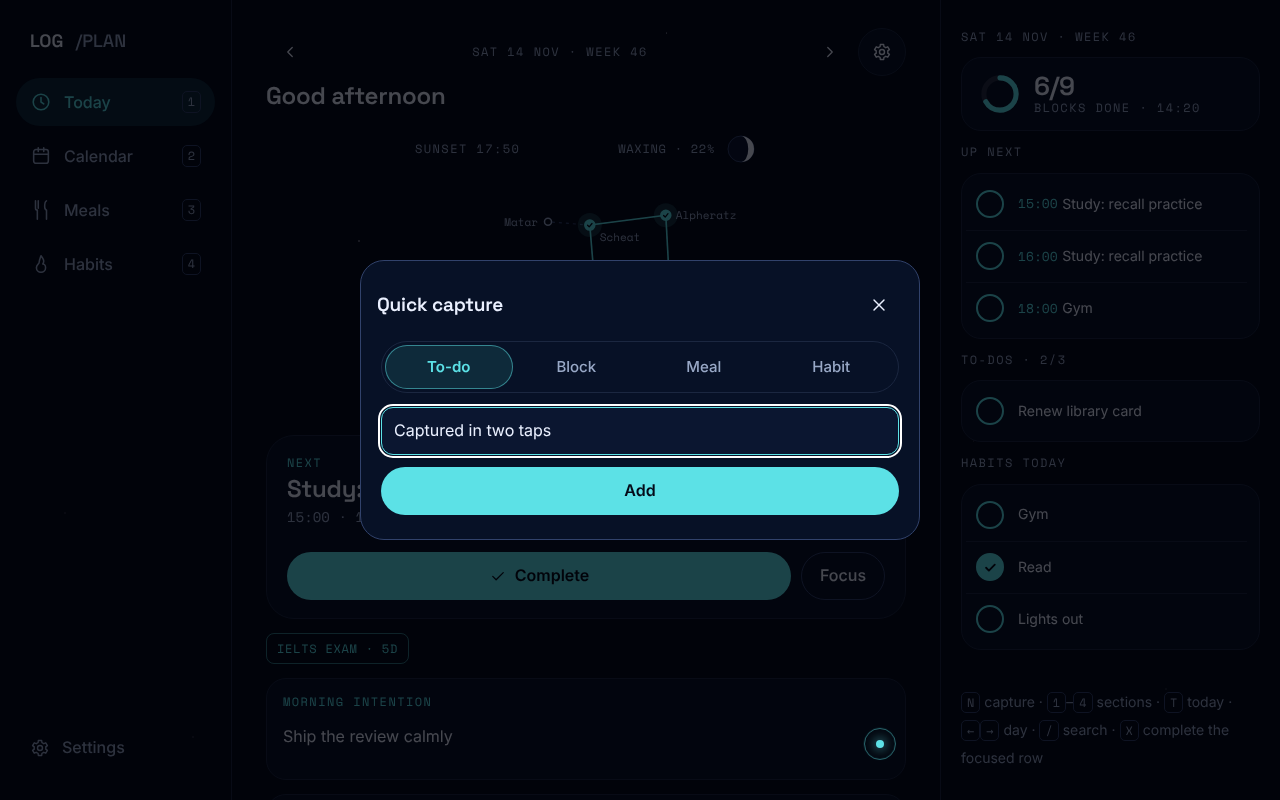 LOG /PLAN
Today 1
Calendar 2
Meals 3
Habits 4
Settings
SAT 14 NOV · WEEK 46
Good afternoon
SUNSET 17:50
WAXING · 22%
Matar
Alpheratz
Scheat
Quick capture
To-do
Block
Meal
Habit
Captured in two taps
Add
NEXT
Study:
15:00 ·
Complete
Focus
IELTS EXAM · 5D
MORNING INTENTION
Ship the review calmly
SAT 14 NOV · WEEK 46
6/9
BLOCKS DONE · 14:20
UP NEXT
15:00 Study: recall practice
16:00 Study: recall practice
18:00 Gym
TO-DOS · 2/3
Renew library card
HABITS TODAY
Gym
Read
Lights out
N capture · 1–4 sections · T today ·
← → day · / search · X complete the
focused row